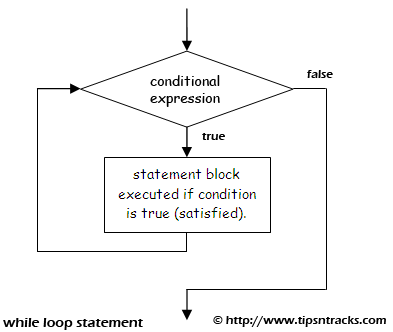 conditional
expression
false
true
statement block
executed if condition
is true (satisfied).
while loop statement
© http://www.tipsntracks.com